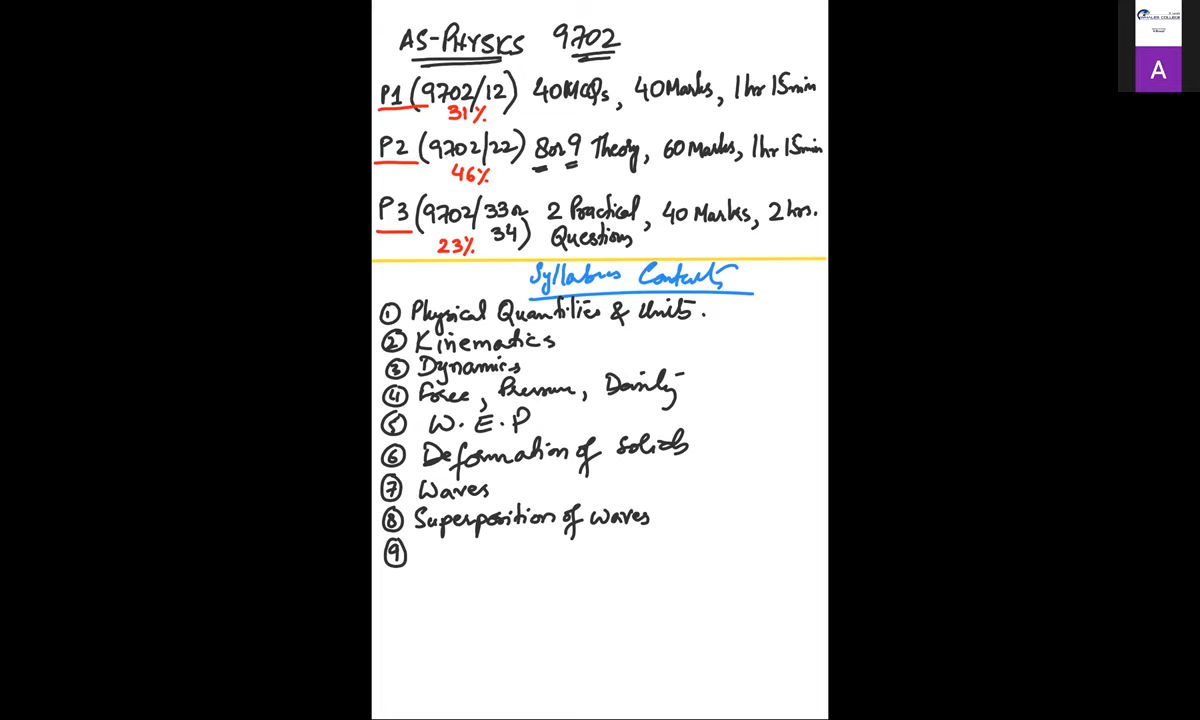 AS-PHYSICS 9702
P1 (9702/12) 40MCQs, 40Marks, 1hr 15min
31%
P2 (9702/22) 8 or 9 Theory, 60 Marks, 1hr 15min
46%
P3 (9702/33 or 34) 2 Practical Questions, 40 Marks, 2 hrs.
23%
Syllabus Contents
① Physical Quantities & Units.
② Kinematics
③ Dynamics
④ Force, Pressure, Density
⑤ W. E. P
⑥ Deformation of Solids
⑦ Waves
⑧ Superposition of waves
⑨
WHALES COLLEGE
A